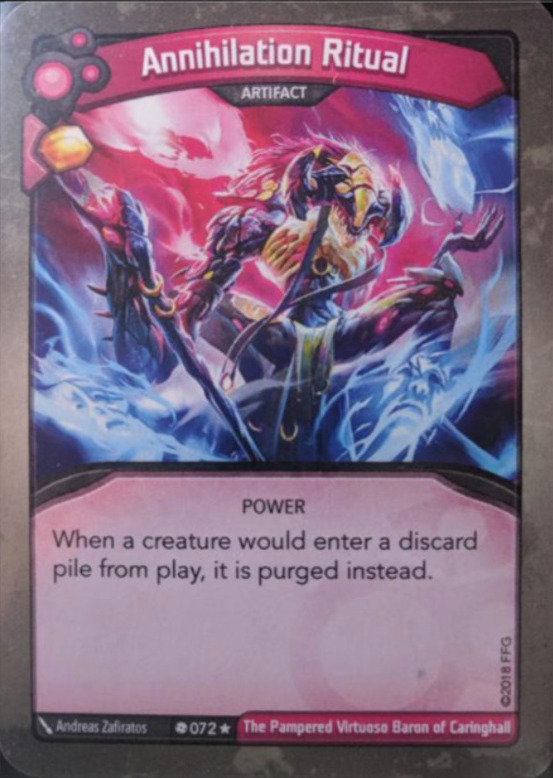 Annihilation Ritual
ARTIFACT
POWER
When a creature would enter a discard
pile from play, it is purged instead.
©2018 FFG
Andreas Zafiratos
072★
The Pampered Virtuoso Baron of Caringhall